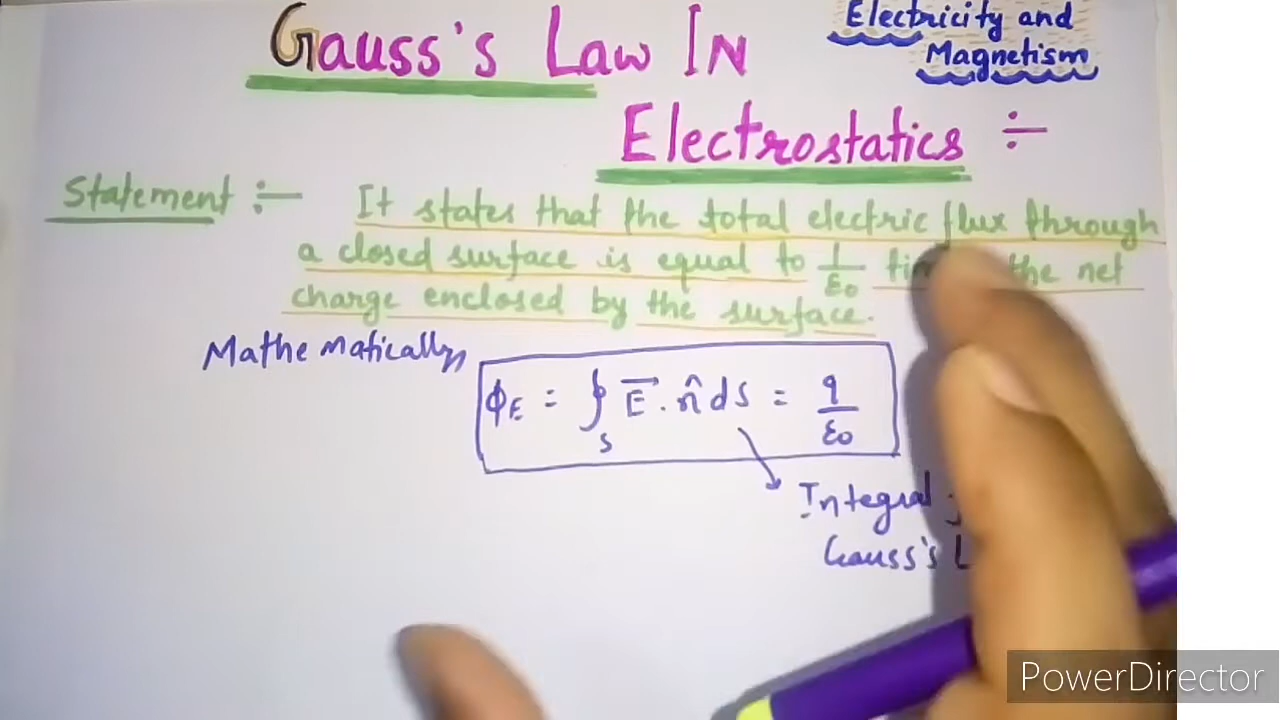 Gauss's Law IN
Electricity and
Magnetism
Electrostatics :-
Statement :- It states that the total electric flux through
a closed surface is equal to 1/ε0 the net
charge enclosed by the surface.
Mathematically
ϕE = ∮S E⃗ . n̂ ds = q/ε0
Integral
Gauss's L
PowerDirector